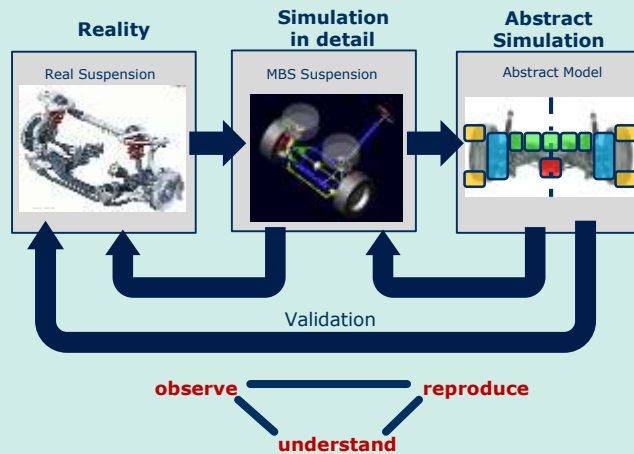 Reality
Simulation
in detail
Abstract
Simulation
Real Suspension
MBS Suspension
Abstract Model
Validation
observe
reproduce
understand